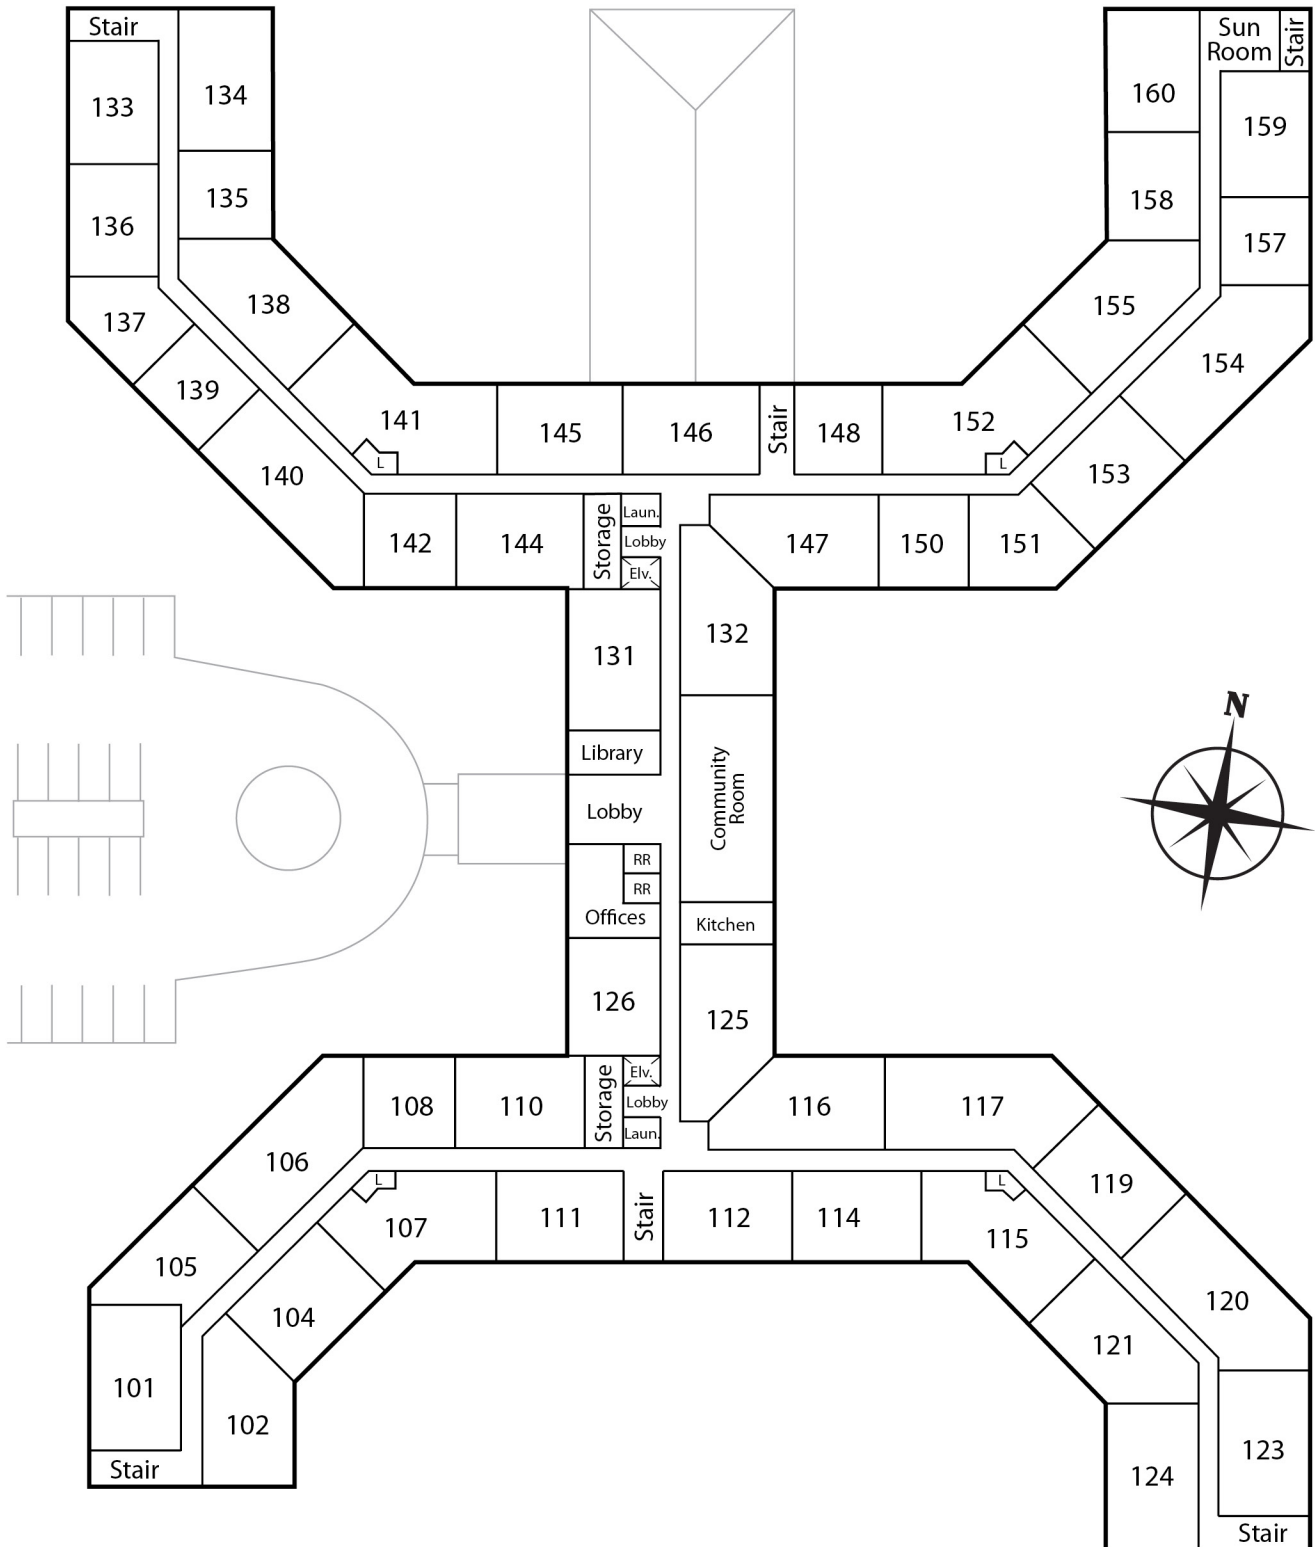 Stair
Sun
Room
Stair
134
160
133
159
135
158
136
157
138
155
137
154
139
141
152
145
146
Stair
148
L
L
140
153
Laun.
142
144
Storage
Lobby
147
150
151
Elv.
132
131
N
Library
Community
Room
Lobby
RR
RR
Offices
Kitchen
126
125
Elv.
108
110
Storage
Lobby
116
117
Laun.
106
L
L
119
107
111
Stair
112
114
115
105
120
104
121
101
102
123
Stair
124
Stair